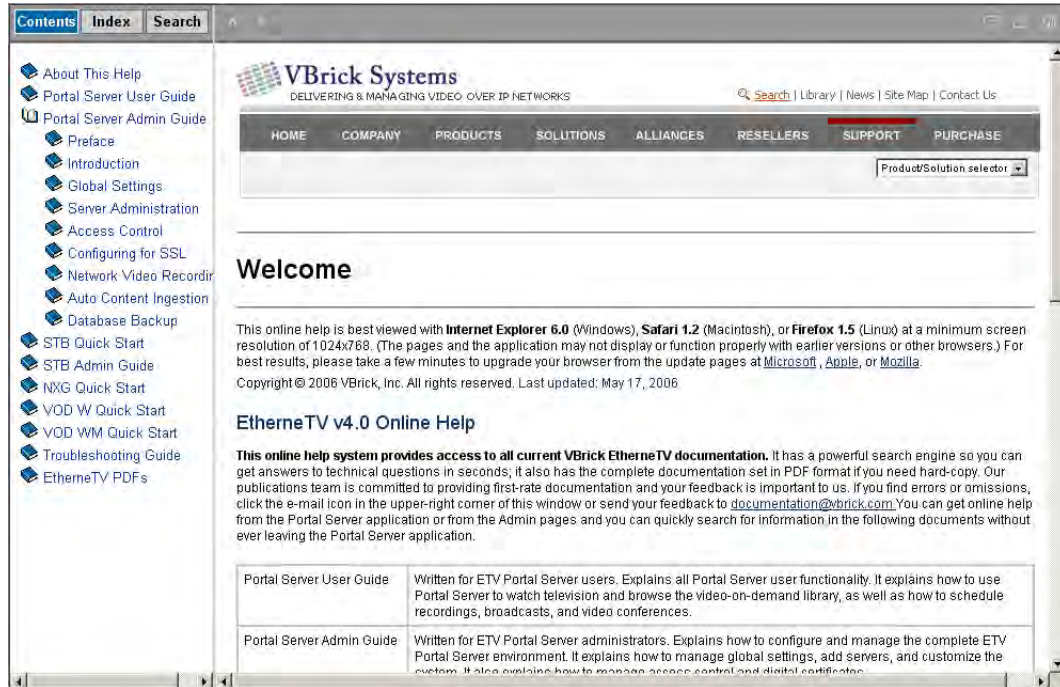 Contents Index Search
About This Help
Portal Server User Guide
Portal Server Admin Guide
Preface
Introduction
Global Settings
Server Administration
Access Control
Configuring for SSL
Network Video Recordin
Auto Content Ingestion
Database Backup
STB Quick Start
STB Admin Guide
NXG Quick Start
VOD W Quick Start
VOD WM Quick Start
Troubleshooting Guide
EtherneTV PDFs
VBrick Systems
DELIVERING & MANAGING VIDEO OVER IP NETWORKS
Search | Library | News | Site Map | Contact Us
HOME COMPANY PRODUCTS SOLUTIONS ALLIANCES RESELLERS SUPPORT PURCHASE
Product/Solution selector
Welcome
This online help is best viewed with Internet Explorer 6.0 (Windows), Safari 1.2 (Macintosh), or Firefox 1.5 (Linux) at a minimum screen
resolution of 1024x768. (The pages and the application may not display or function properly with earlier versions or other browsers.) For
best results, please take a few minutes to upgrade your browser from the update pages at Microsoft , Apple, or Mozilla.
Copyright © 2006 VBrick, Inc. All rights reserved. Last updated: May 17, 2006
EtherneTV v4.0 Online Help
This online help system provides access to all current VBrick EtherneTV documentation. It has a powerful search engine so you can
get answers to technical questions in seconds; it also has the complete documentation set in PDF format if you need hard-copy. Our
publications team is committed to providing first-rate documentation and your feedback is important to us. If you find errors or omissions,
click the e-mail icon in the upper-right corner of this window or send your feedback to documentation@vbrick.com You can get online help
from the Portal Server application or from the Admin pages and you can quickly search for information in the following documents without
ever leaving the Portal Server application.
Portal Server User Guide
Written for ETV Portal Server users. Explains all Portal Server user functionality. It explains how to use
Portal Server to watch television and browse the video-on-demand library, as well as how to schedule
recordings, broadcasts, and video conferences.
Portal Server Admin Guide
Written for ETV Portal Server administrators. Explains how to configure and manage the complete ETV
Portal Server environment. It explains how to manage global settings, add servers, and customize the
system. It also explains how to manage access control and digital certificates.